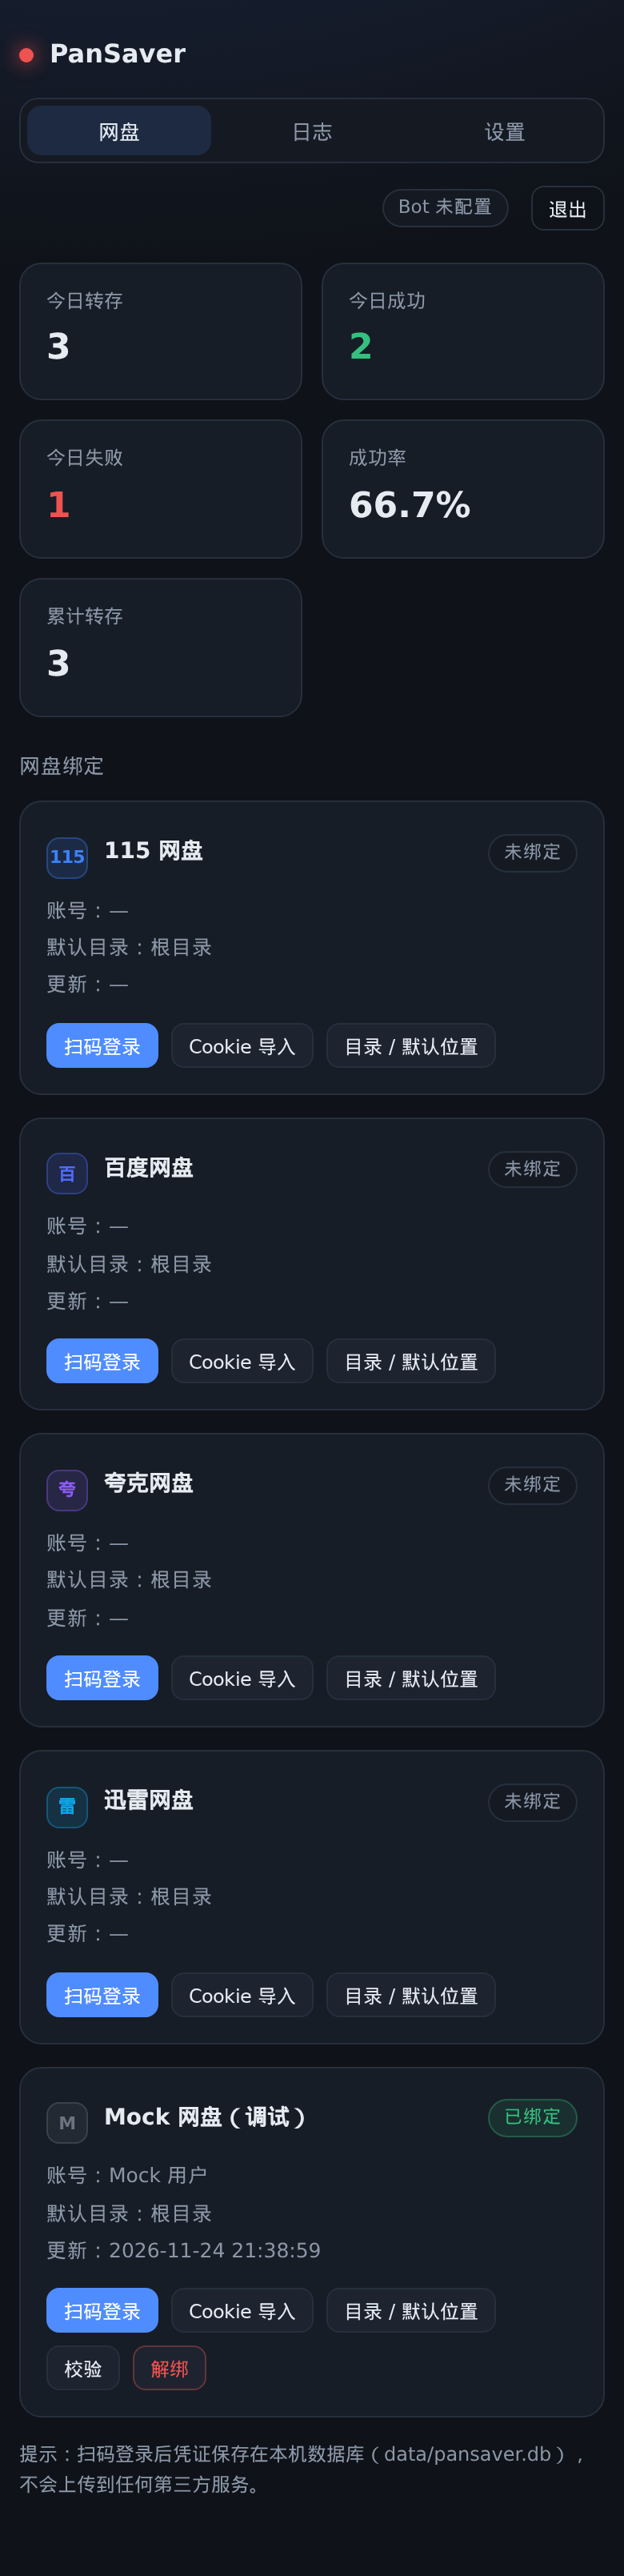 PanSaver
网盘 日志 设置
Bot 未配置 退出
今日转存 今日成功
3 2
今日失败 成功率
1 66.7%
累计转存
3
网盘绑定
115 115 网盘 未绑定
账号：—
默认目录：根目录
更新：—
扫码登录 Cookie 导入 目录 / 默认位置
百 百度网盘 未绑定
账号：—
默认目录：根目录
更新：—
扫码登录 Cookie 导入 目录 / 默认位置
夸 夸克网盘 未绑定
账号：—
默认目录：根目录
更新：—
扫码登录 Cookie 导入 目录 / 默认位置
雷 迅雷网盘 未绑定
账号：—
默认目录：根目录
更新：—
扫码登录 Cookie 导入 目录 / 默认位置
M Mock 网盘（调试） 已绑定
账号：Mock 用户
默认目录：根目录
更新：2026-11-24 21:38:59
扫码登录 Cookie 导入 目录 / 默认位置
校验 解绑
提示：扫码登录后凭证保存在本机数据库（data/pansaver.db），
不会上传到任何第三方服务。